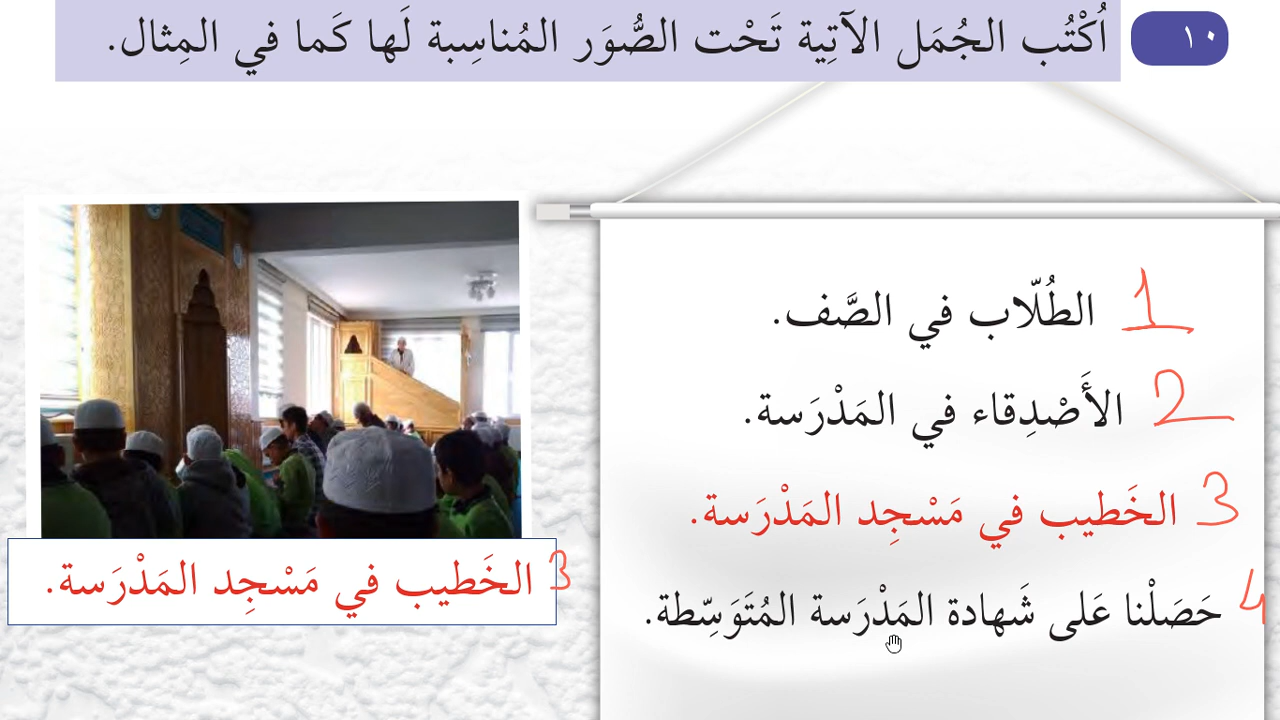 ١٠ اُكْتُب الجُمَل الآتِية تَحْت الصُّوَر المُناسِبة لَها كَما في المِثال.
1 الطُلّاب في الصَّف.
2 الأَصْدِقاء في المَدْرَسة.
3 الخَطيب في مَسْجِد المَدْرَسة.
4 حَصَلْنا عَلى شَهادة المَدْرَسة المُتَوَسِّطة.
3 الخَطيب في مَسْجِد المَدْرَسة.